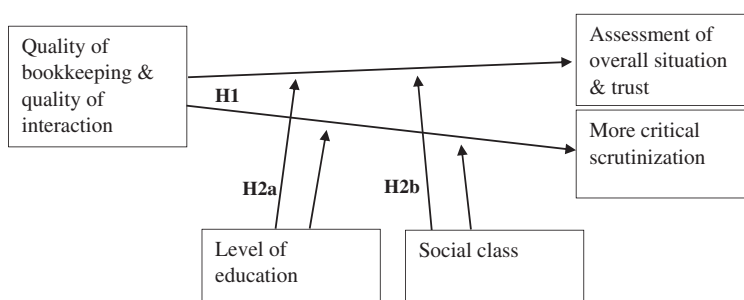 Quality of
bookkeeping &
quality of
interaction
Assessment of
overall situation
& trust
H1
More critical
scrutinization
H2a
H2b
Level of
education
Social class